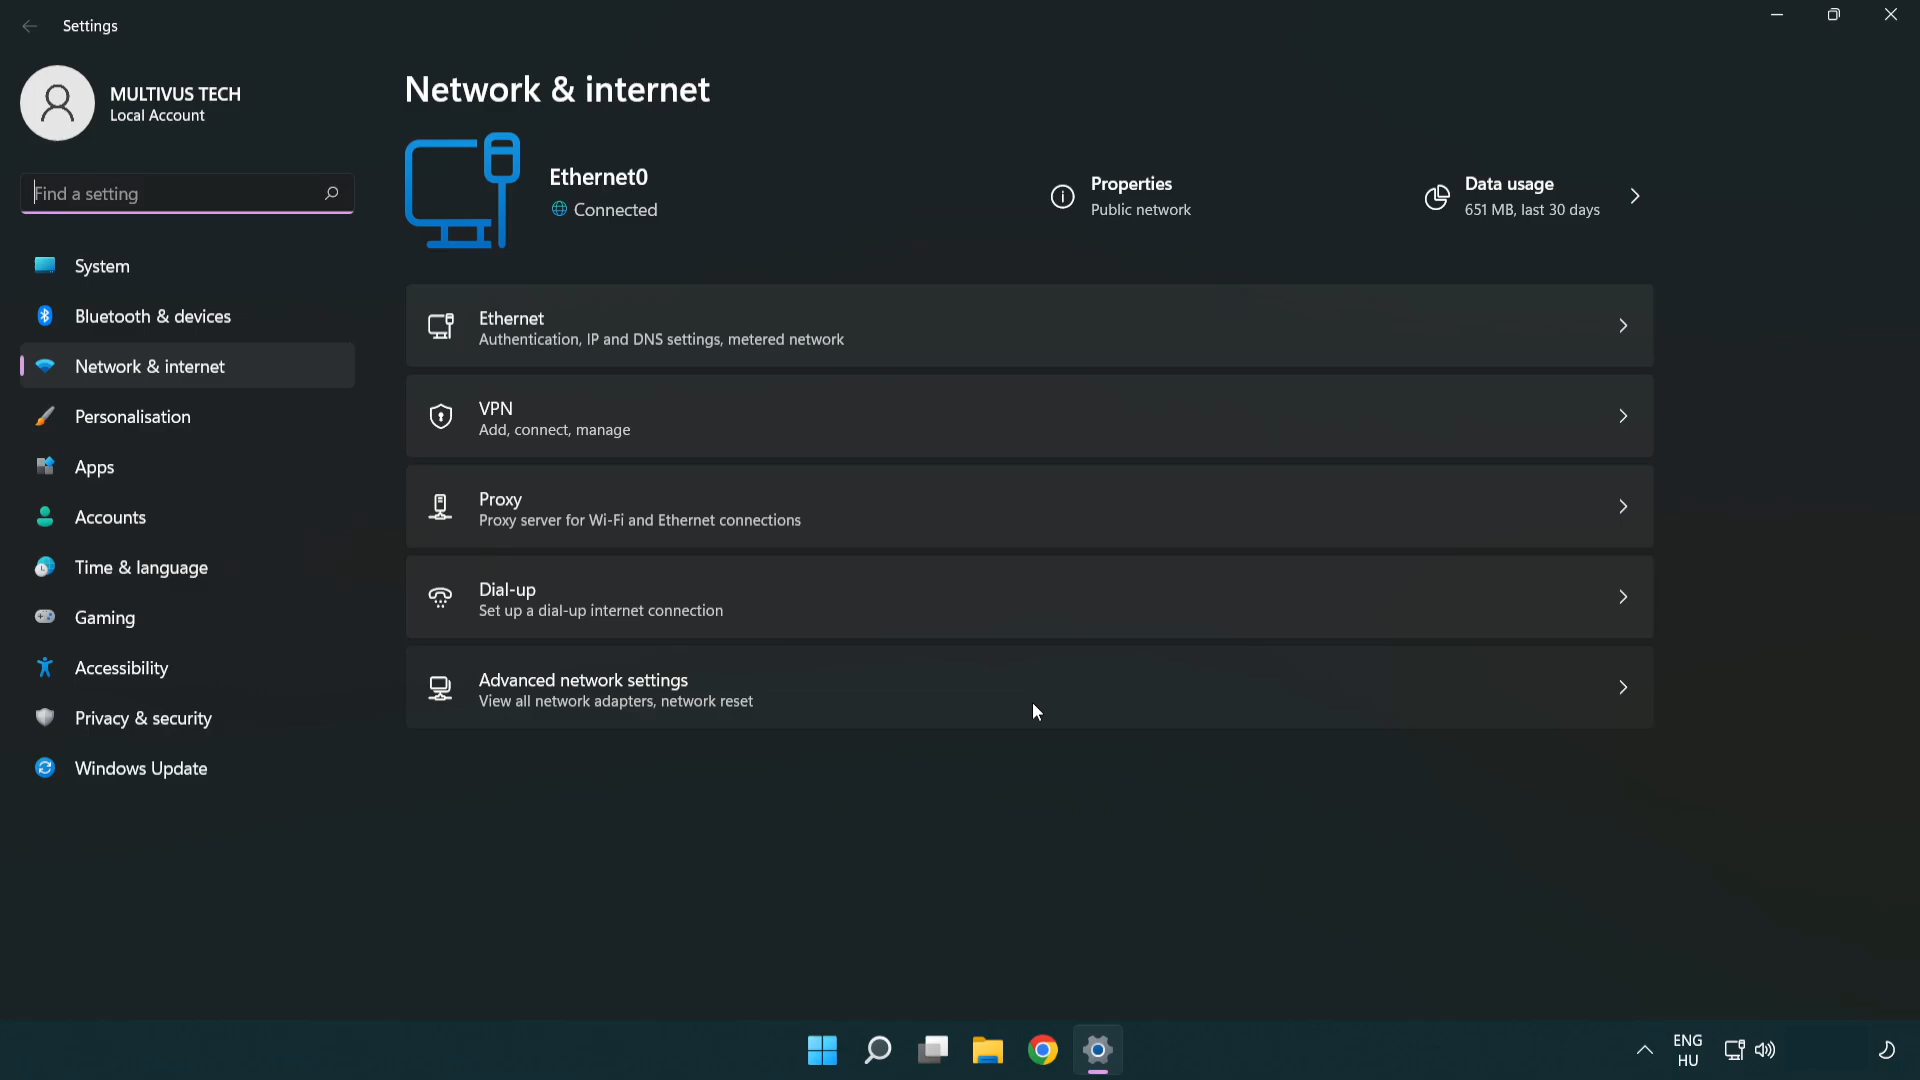 Settings
MULTIVUS TECH
Local Account
Find a setting
System
Bluetooth & devices
Network & internet
Personalisation
Apps
Accounts
Time & language
Gaming
Accessibility
Privacy & security
Windows Update
Network & internet
Ethernet0
Connected
Properties
Public network
Data usage
651 MB, last 30 days
Ethernet
Authentication, IP and DNS settings, metered network
VPN
Add, connect, manage
Proxy
Proxy server for Wi-Fi and Ethernet connections
Dial-up
Set up a dial-up internet connection
Advanced network settings
View all network adapters, network reset
ENG
HU